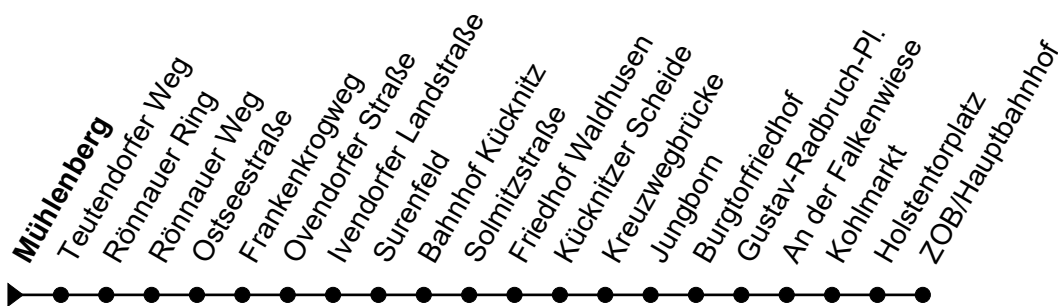 Mühlenberg
Teutendorfer Weg
Rönnauer Ring
Rönnauer Weg
Ostseestraße
Frankenkrogweg
Ovendorfer Straße
Ivendorfer Landstraße
Surenfeld
Bahnhof Kücknitz
Solmitzstraße
Friedhof Waldhusen
Kücknitzer Scheide
Kreuzwegbrücke
Jungborn
Burgtorfriedhof
Gustav-Radbruch-Pl.
An der Falkenwiese
Kohlmarkt
Holstentorplatz
ZOB/Hauptbahnhof